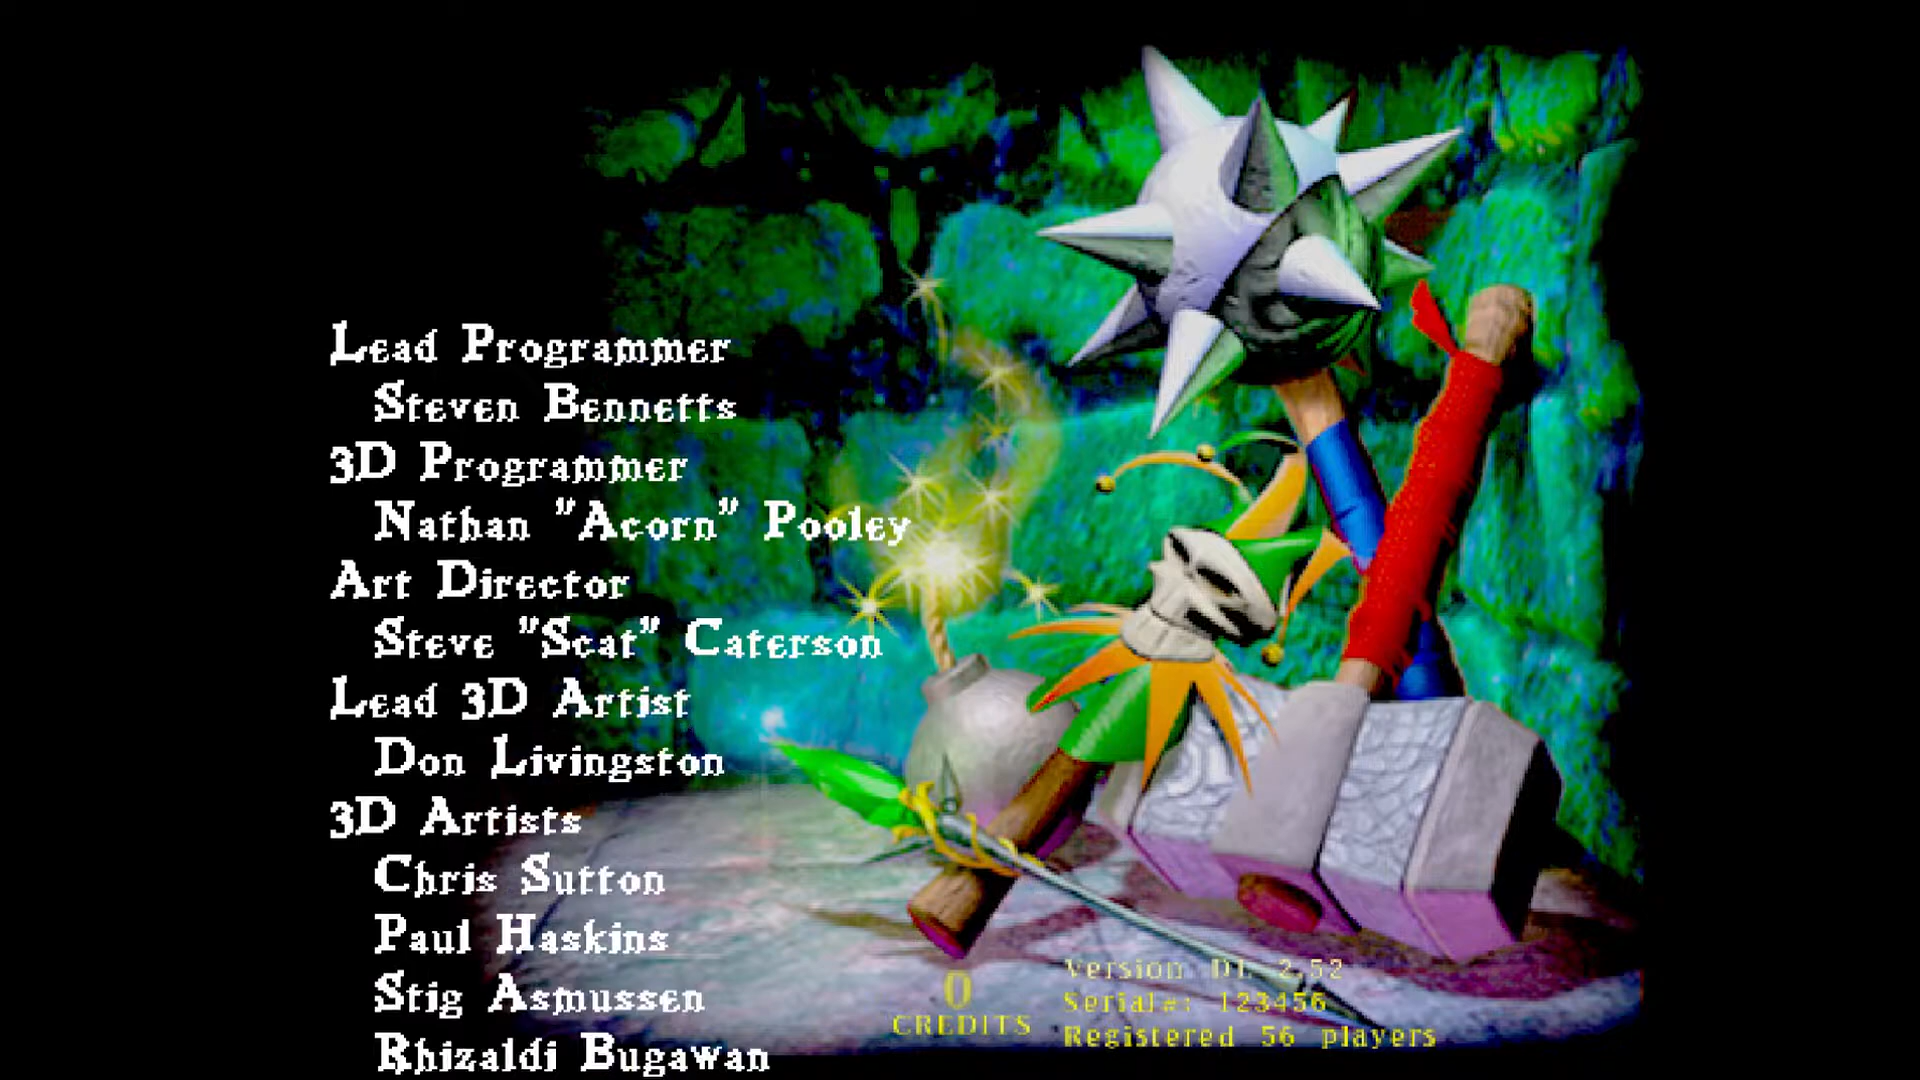 Lead Programmer
Steven Bennetts
3D Programmer
Nathan "Acorn" Pooley
Art Director
Steve "Scat" Caterson
Lead 3D Artist
Don Livingston
3D Artists
Chris Sutton
Paul Haskins
Stig Asmussen
Rhizaldi Bugawan
0
CREDITS
Version DL 2.52
Serial#: 123456
Registered 56 players